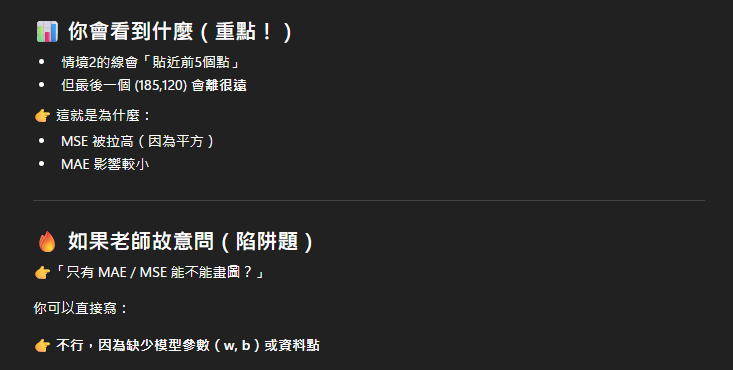 📊 你會看到什麼（重點！）
• 情境2的線會「貼近前5個點」
• 但最後一個 (185,120) 會離很遠
👉 這就是為什麼：
• MSE 被拉高（因為平方）
• MAE 影響較小
🔥 如果老師故意問（陷阱題）
👉「只有 MAE / MSE 能不能畫圖？」
你可以直接寫：
👉 不行，因為缺少模型參數（w, b）或資料點